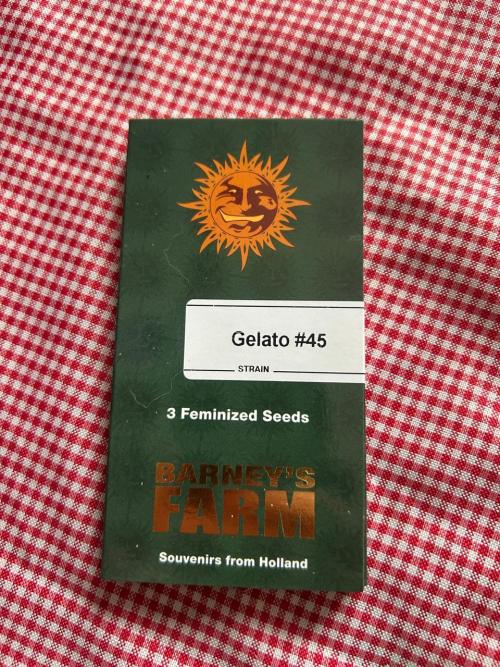 Gelato #45
STRAIN
3 Feminized Seeds
BARNEY'S
FARM
Souvenirs from Holland